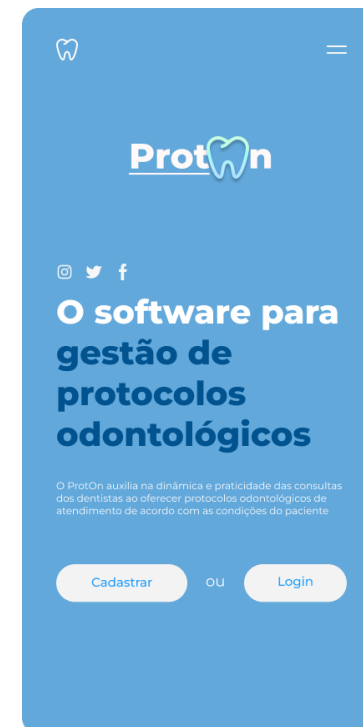 ProtOn
O software para
gestão de
protocolos
odontológicos
O ProtOn auxilia na dinâmica e praticidade das consultas
dos dentistas ao oferecer protocolos odontológicos de
atendimento de acordo com as condições do paciente
Cadastrar ou Login